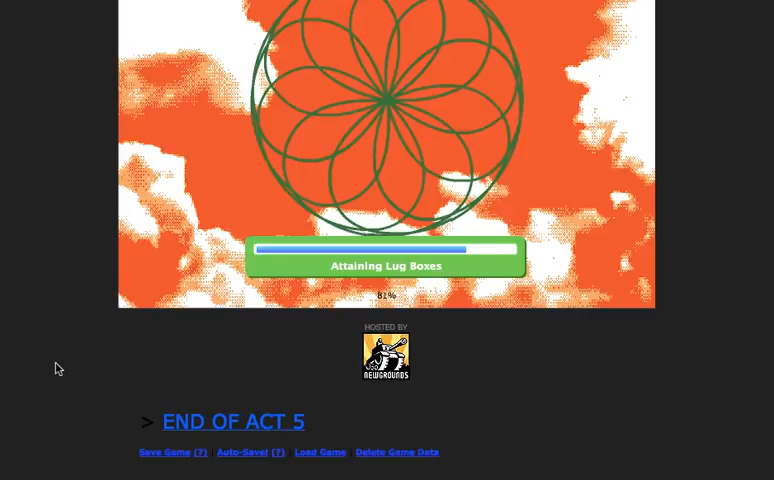 Attaining Lug Boxes
81%
HOSTED BY
NEWGROUNDS
> END OF ACT 5
Save Game (?) | Auto-Save! (?) | Load Game | Delete Game Data